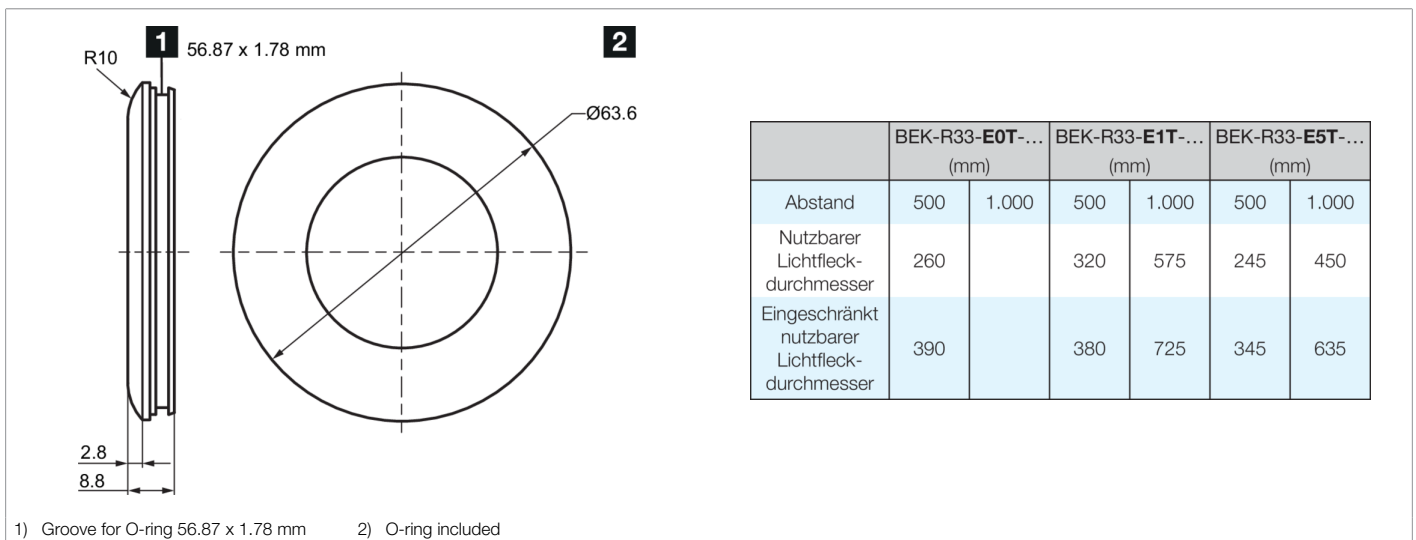 R10
1 56.87 x 1.78 mm
2
Ø63.6
2.8
8.8
BEK-R33-E0T-... BEK-R33-E1T-... BEK-R33-E5T-...
(mm) (mm) (mm)
Abstand 500 1.000 500 1.000 500 1.000
Nutzbarer
Lichtfleck-
durchmesser
260 320 575 245 450
Eingeschränkt
nutzbarer
Lichtfleck-
durchmesser
390 380 725 345 635
1) Groove for O-ring 56.87 x 1.78 mm 2) O-ring included